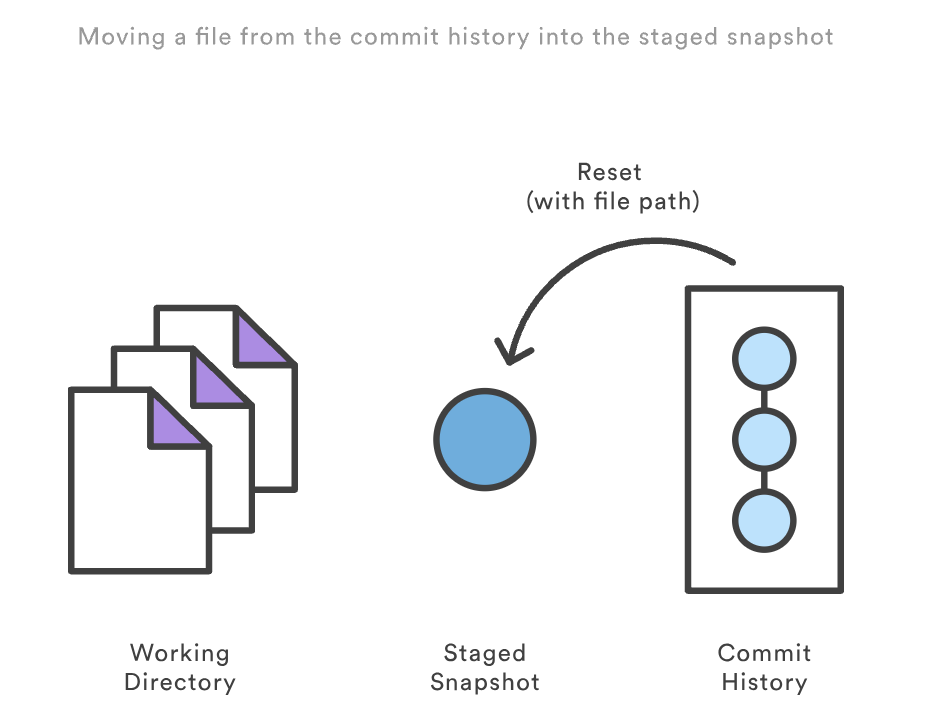 Moving a file from the commit history into the staged snapshot
Reset
(with file path)
Working
Directory
Staged
Snapshot
Commit
History